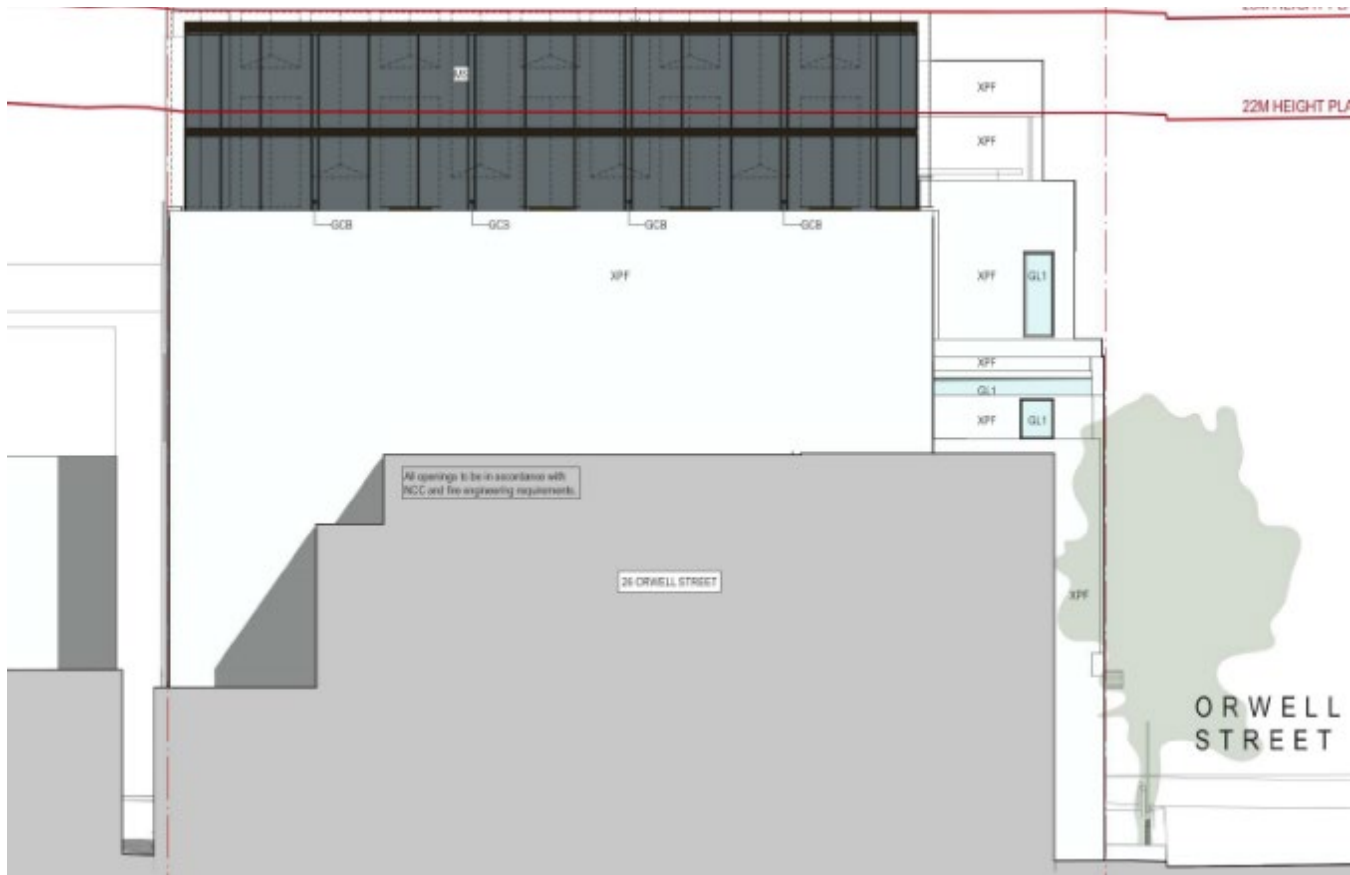 XPF
22M HEIGHT PLA
XPF
GCB
GCB
GCB
GCB
XPF
XPF
GL1
XPF
GL1
XPF
GL1
All openings to be in accordance with
NCC and fire engineering requirements.
26 ORWELL STREET
XPF
ORWELL
STREET